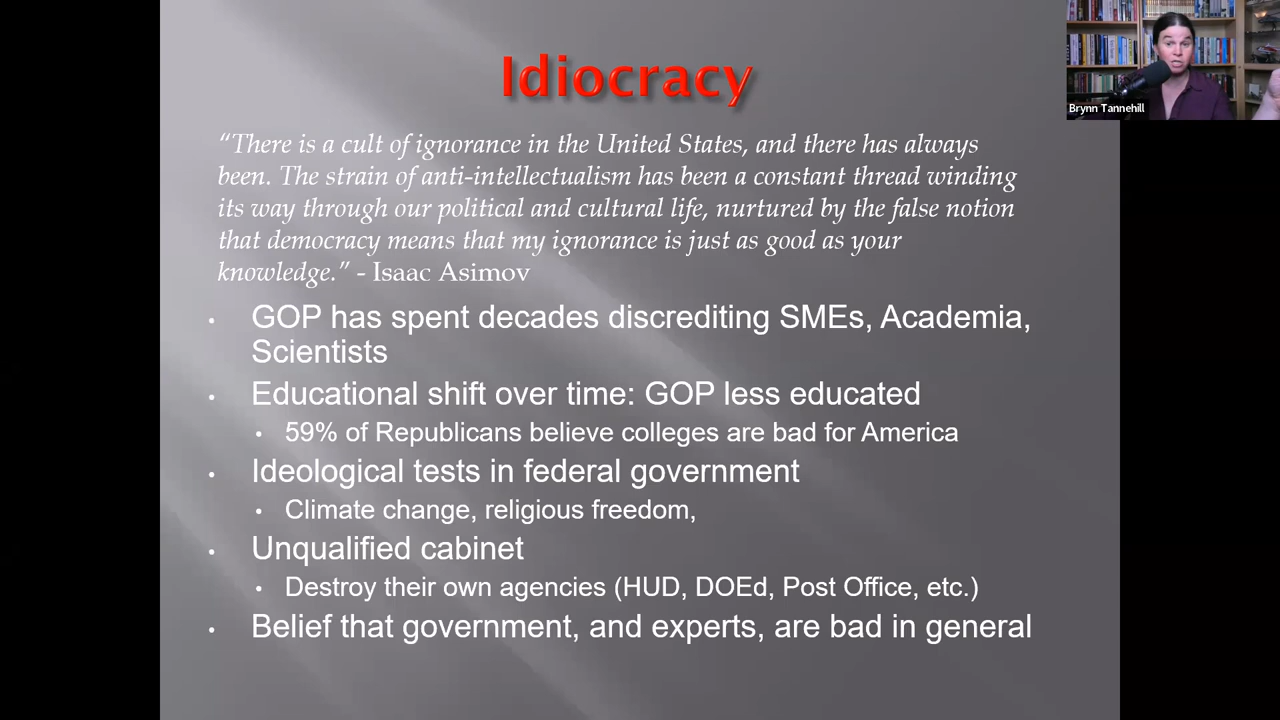 Idiocracy
Brynn Tannehill
“There is a cult of ignorance in the United States, and there has always
been. The strain of anti-intellectualism has been a constant thread winding
its way through our political and cultural life, nurtured by the false notion
that democracy means that my ignorance is just as good as your
knowledge.” - Isaac Asimov
• GOP has spent decades discrediting SMEs, Academia,
Scientists
• Educational shift over time: GOP less educated
• 59% of Republicans believe colleges are bad for America
• Ideological tests in federal government
• Climate change, religious freedom,
• Unqualified cabinet
• Destroy their own agencies (HUD, DOEd, Post Office, etc.)
• Belief that government, and experts, are bad in general